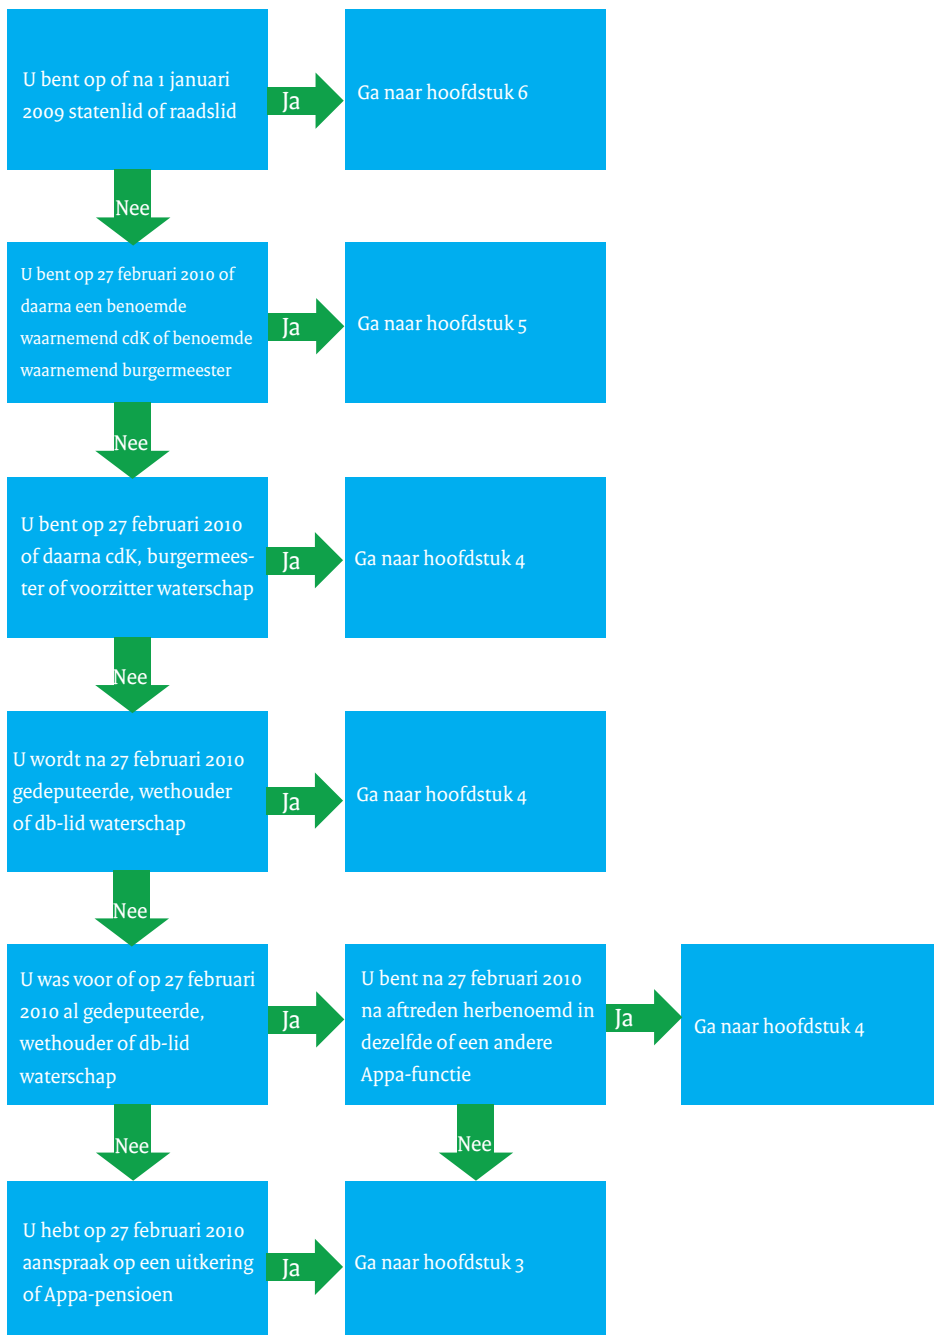 U bent op of na 1 januari
2009 statenlid of raadslid
Ja
Ga naar hoofdstuk 6
Nee
U bent op 27 februari 2010 of
daarna een benoemde
waarnemend cdK of benoemde
waarnemend burgermeester
Ja
Ga naar hoofdstuk 5
Nee
U bent op 27 februari 2010
of daarna cdK, burgermees-
ter of voorzitter waterschap
Ja
Ga naar hoofdstuk 4
Nee
U wordt na 27 februari 2010
gedeputeerde, wethouder
of db-lid waterschap
Ja
Ga naar hoofdstuk 4
Nee
U was voor of op 27 februari
2010 al gedeputeerde,
wethouder of db-lid
waterschap
Ja
U bent na 27 februari 2010
na aftreden herbenoemd in
dezelfde of een andere
Appa-functie
Ja
Ga naar hoofdstuk 4
Nee
Nee
U hebt op 27 februari 2010
aanspraak op een uitkering
of Appa-pensioen
Ja
Ga naar hoofdstuk 3